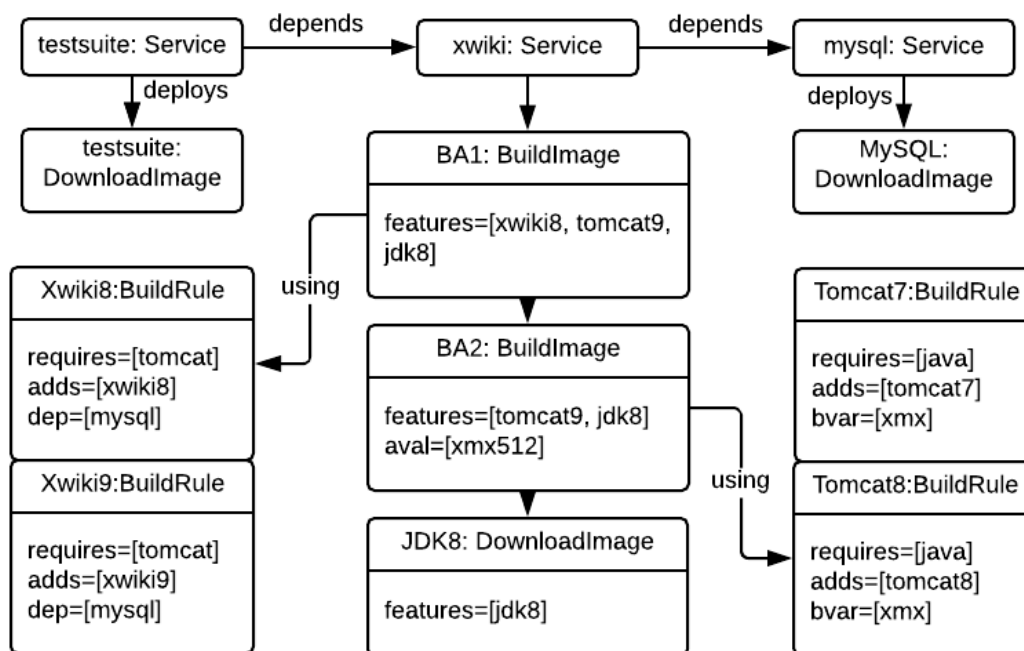 testsuite: Service
depends
xwiki: Service
depends
mysql: Service
deploys
deploys
testsuite:
DownloadImage
BA1: BuildImage
features=[xwiki8, tomcat9,
jdk8]
MySQL:
DownloadImage
using
Xwiki8:BuildRule
requires=[tomcat]
adds=[xwiki8]
dep=[mysql]
BA2: BuildImage
features=[tomcat9, jdk8]
aval=[xmx512]
Tomcat7:BuildRule
requires=[java]
adds=[tomcat7]
bvar=[xmx]
using
Xwiki9:BuildRule
requires=[tomcat]
adds=[xwiki9]
dep=[mysql]
JDK8: DownloadImage
features=[jdk8]
Tomcat8:BuildRule
requires=[java]
adds=[tomcat8]
bvar=[xmx]